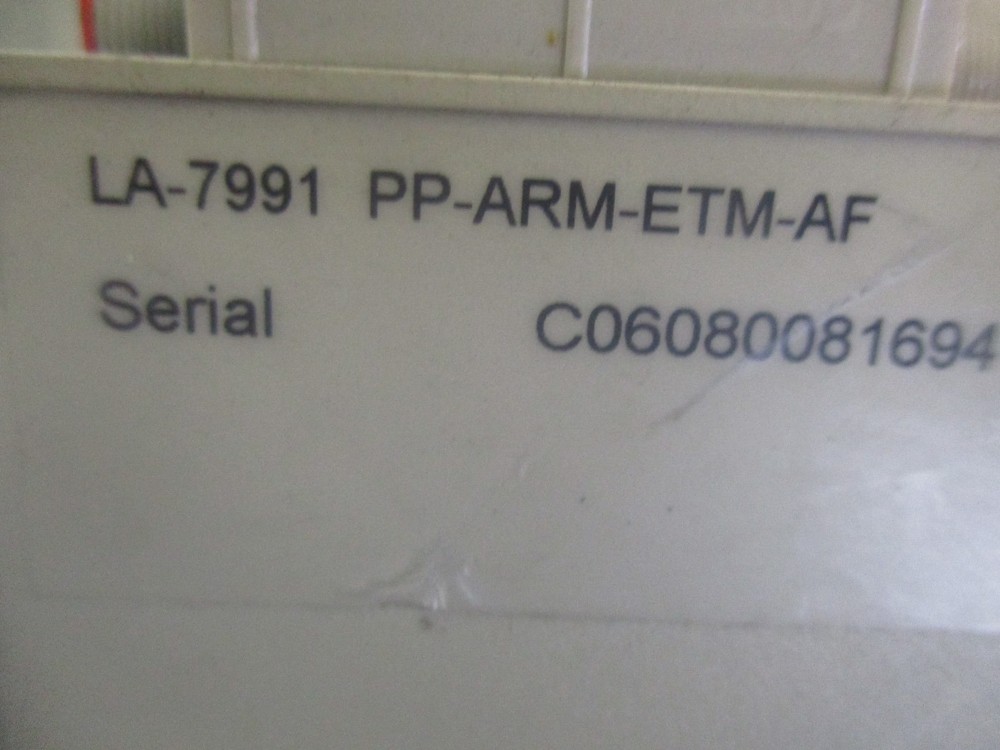 LA-7991 PP-ARM-ETM-AF
Serial C06080081694